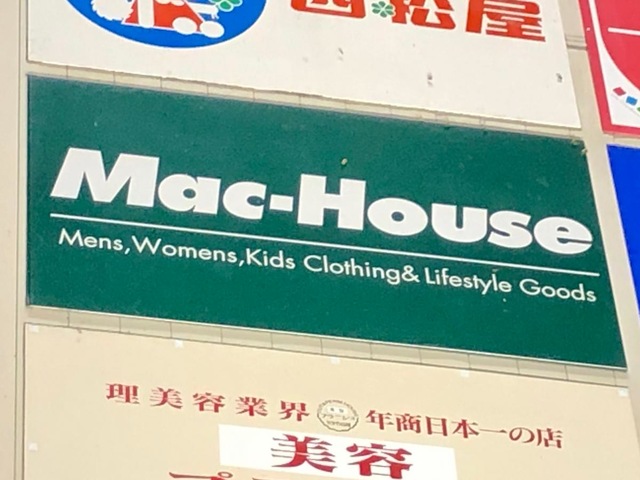 西松屋
Mac-House
Mens,Womens,Kids Clothing& Lifestyle Goods
理美容業界 年商日本一の店
美容